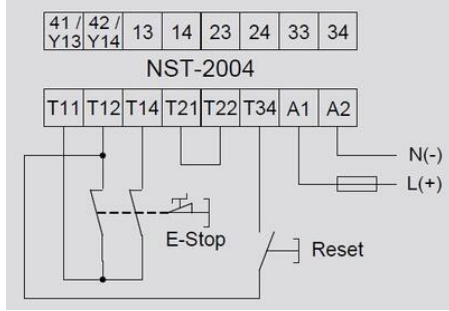 41 / 42 / 13 14 23 24 33 34
Y13 Y14
NST-2004
T11 T12 T14 T21 T22 T34 A1 A2
N(-)
L(+)
E-Stop
Reset